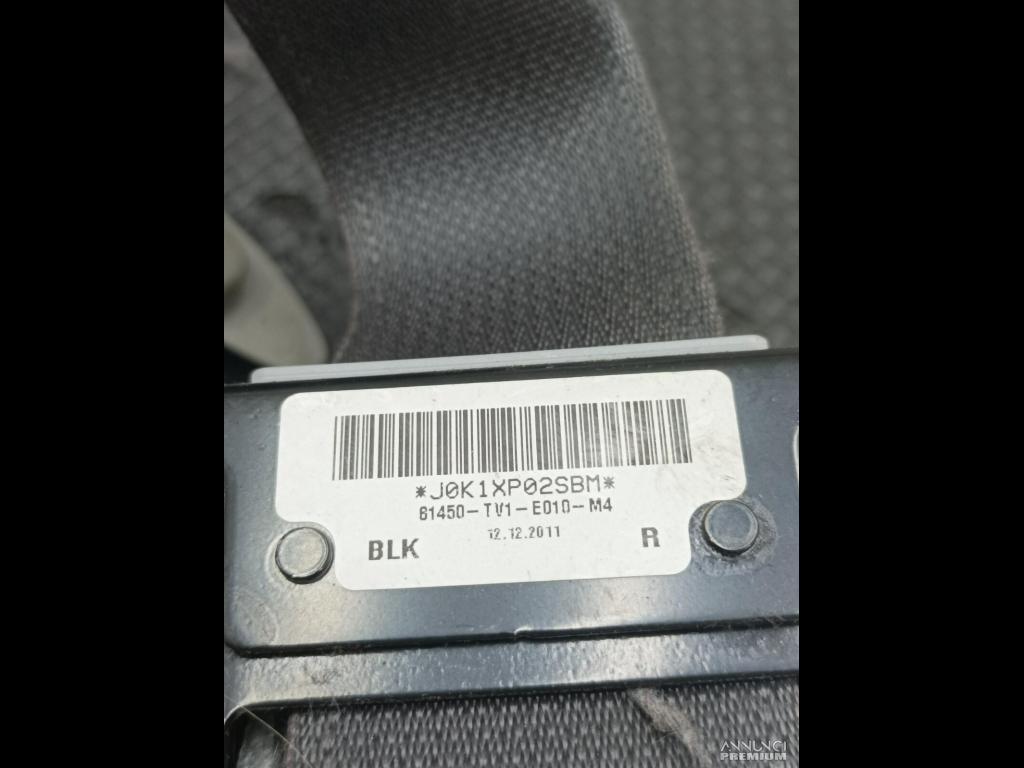 *J0K1XP02SBM*
81450-TV1-E010-M4
12.12.2011
BLK R
ANNUNCI
PREMIUM